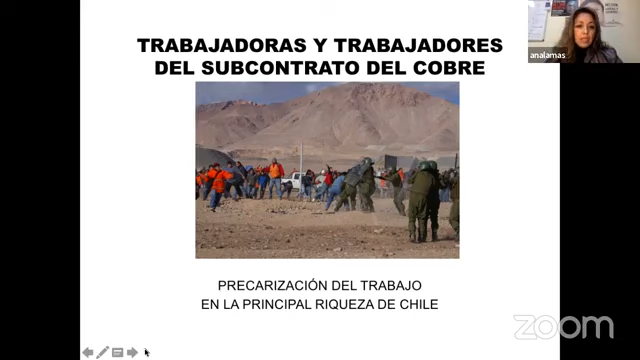 TRABAJADORAS Y TRABAJADORES
DEL SUBCONTRATO DEL COBRE
analamas
PRECARIZACIÓN DEL TRABAJO
EN LA PRINCIPAL RIQUEZA DE CHILE
zoom